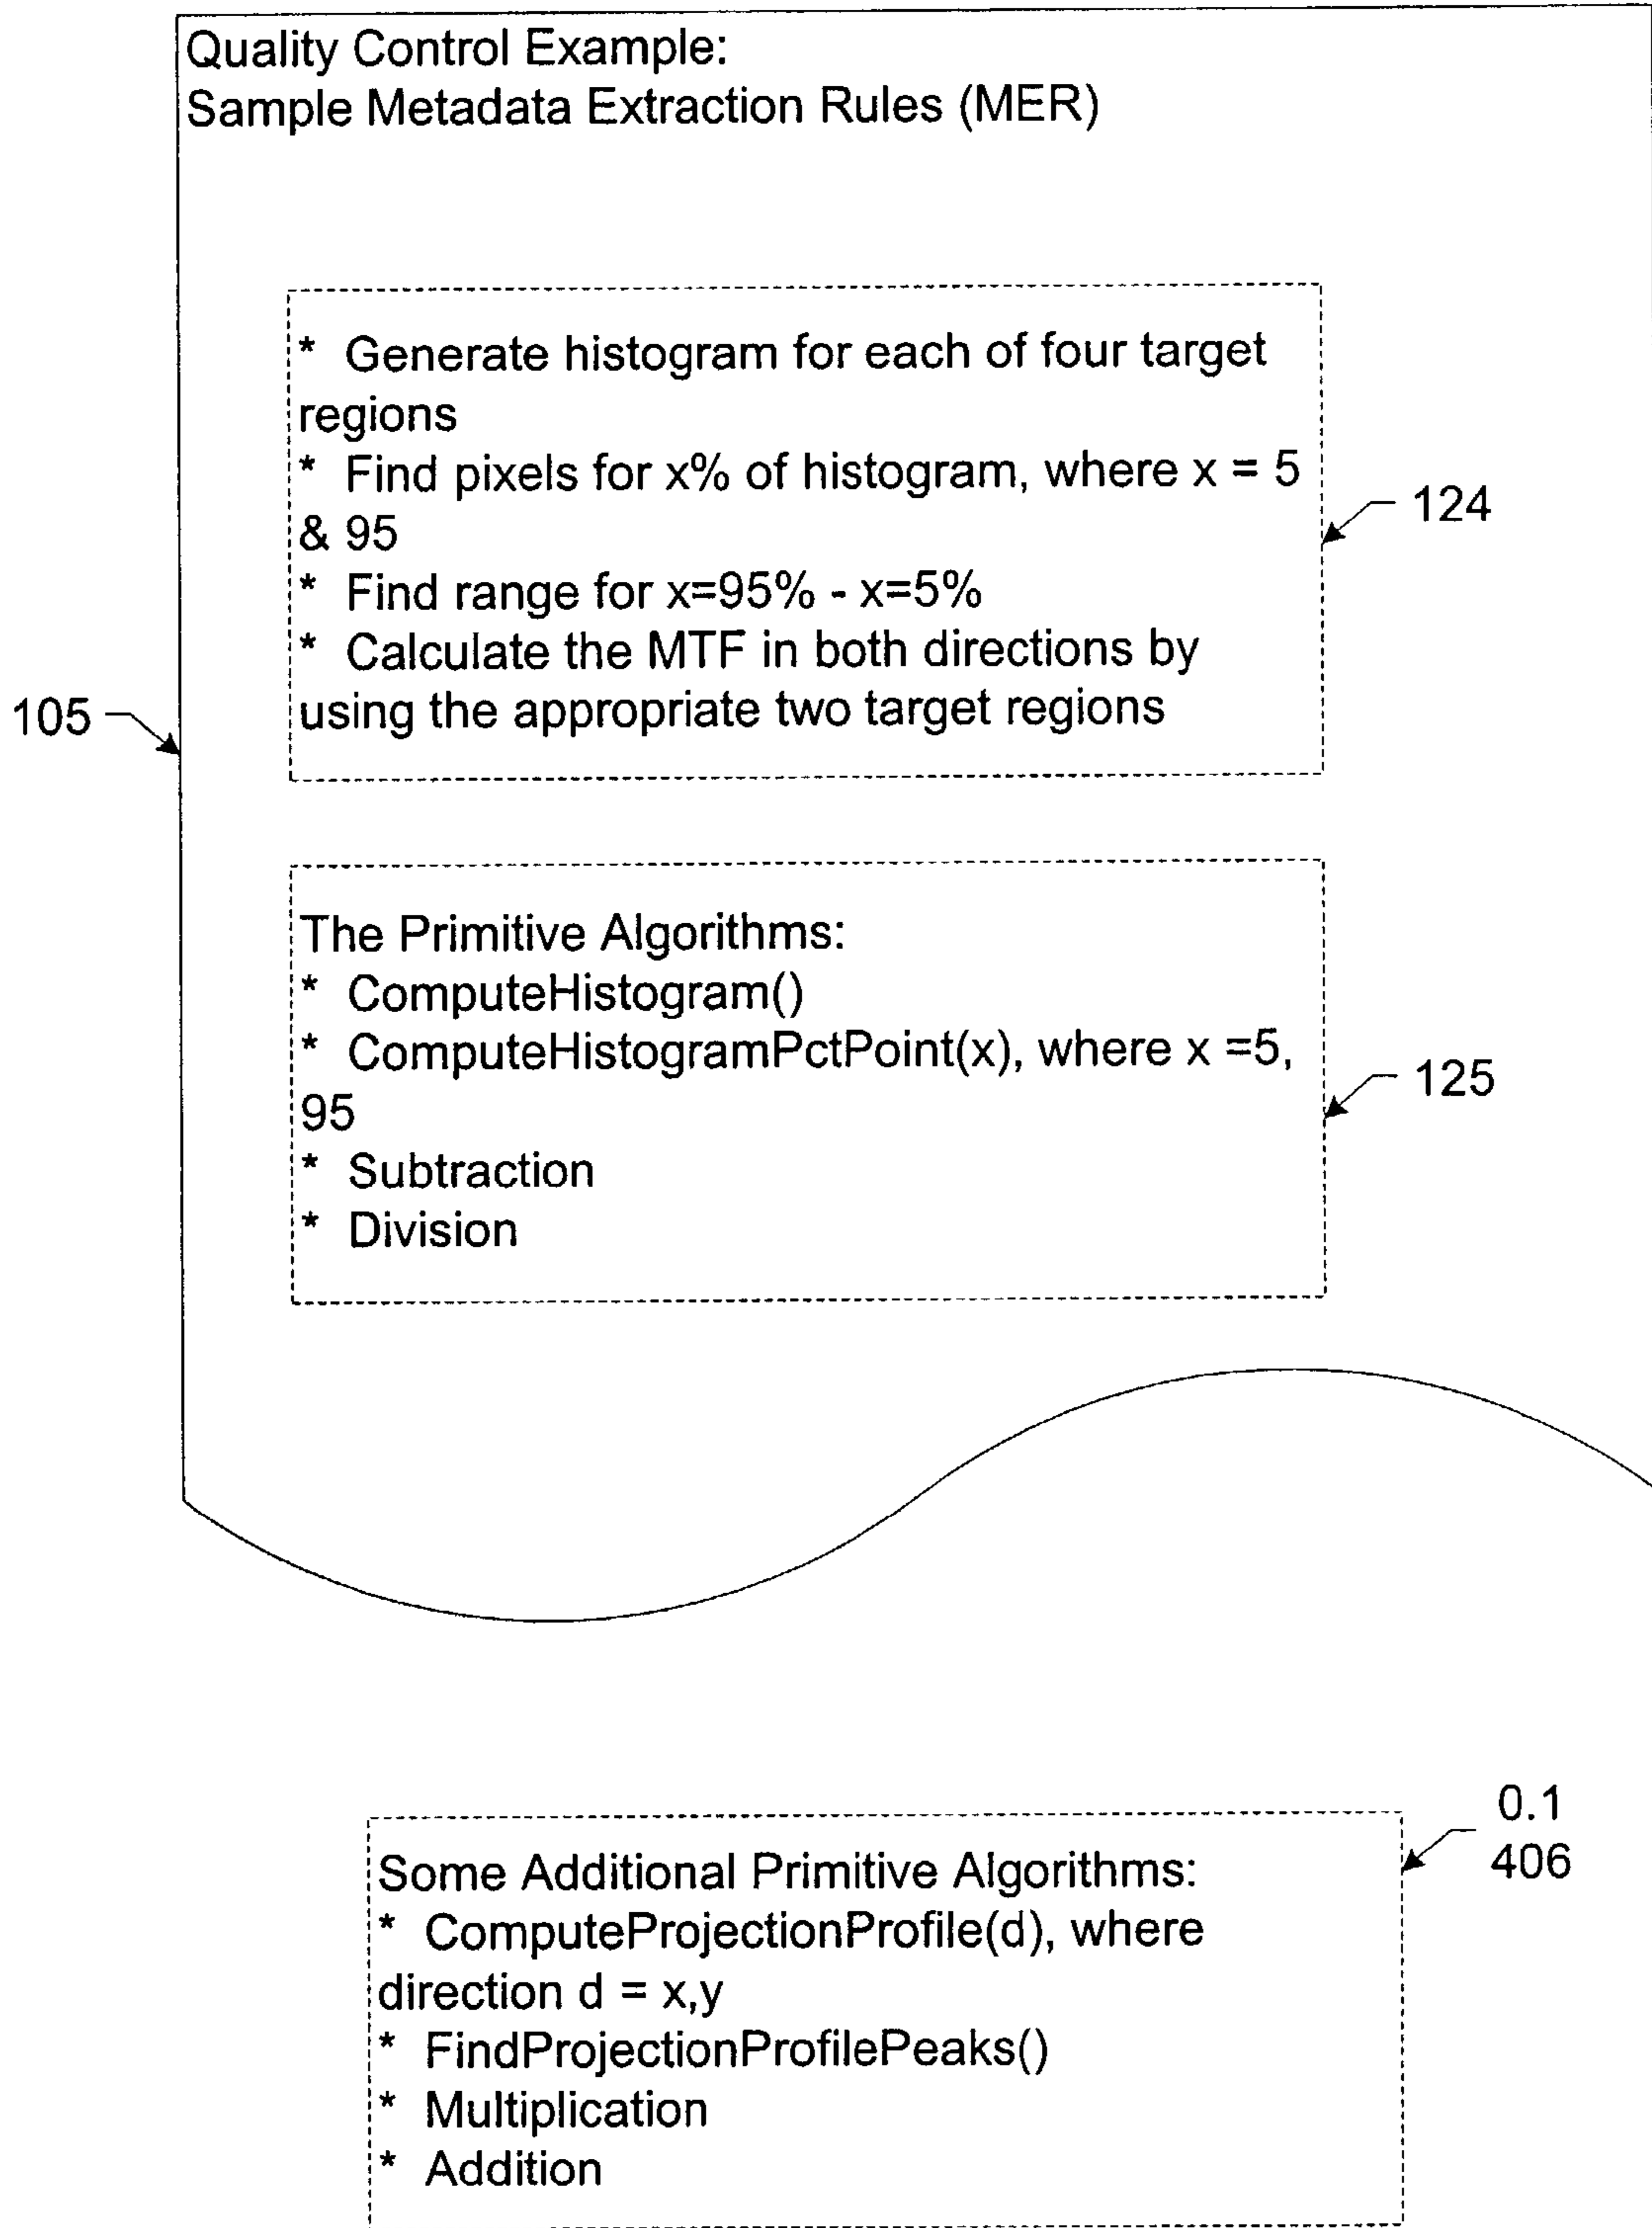 Quality Control Example:
Sample Metadata Extraction Rules (MER)
* Generate histogram for each of four target
regions
* Find pixels for x% of histogram, where x = 5
& 95
* Find range for x=95% - x=5%
* Calculate the MTF in both directions by
using the appropriate two target regions
124
105
The Primitive Algorithms:
* ComputeHistogram()
* ComputeHistogramPctPoint(x), where x =5,
95
* Subtraction
* Division
125
0.1
406
Some Additional Primitive Algorithms:
* ComputeProjectionProfile(d), where
direction d = x,y
* FindProjectionProfilePeaks()
* Multiplication
* Addition